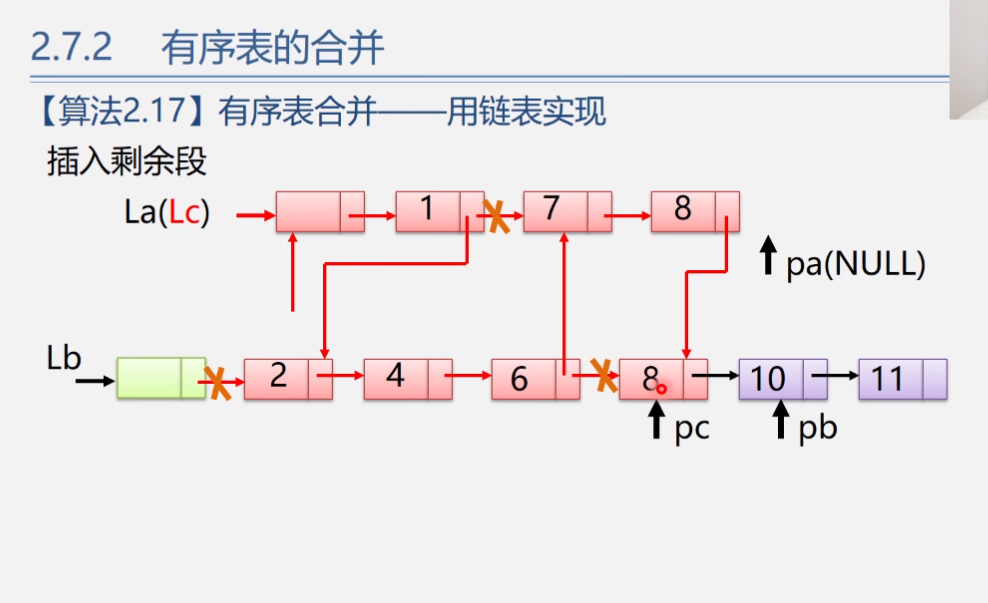 2.7.2 有序表的合并
【算法2.17】有序表合并——用链表实现
插入剩余段
La(Lc) 1 7 8
pa(NULL)
Lb 2 4 6 8 10 11
pc pb